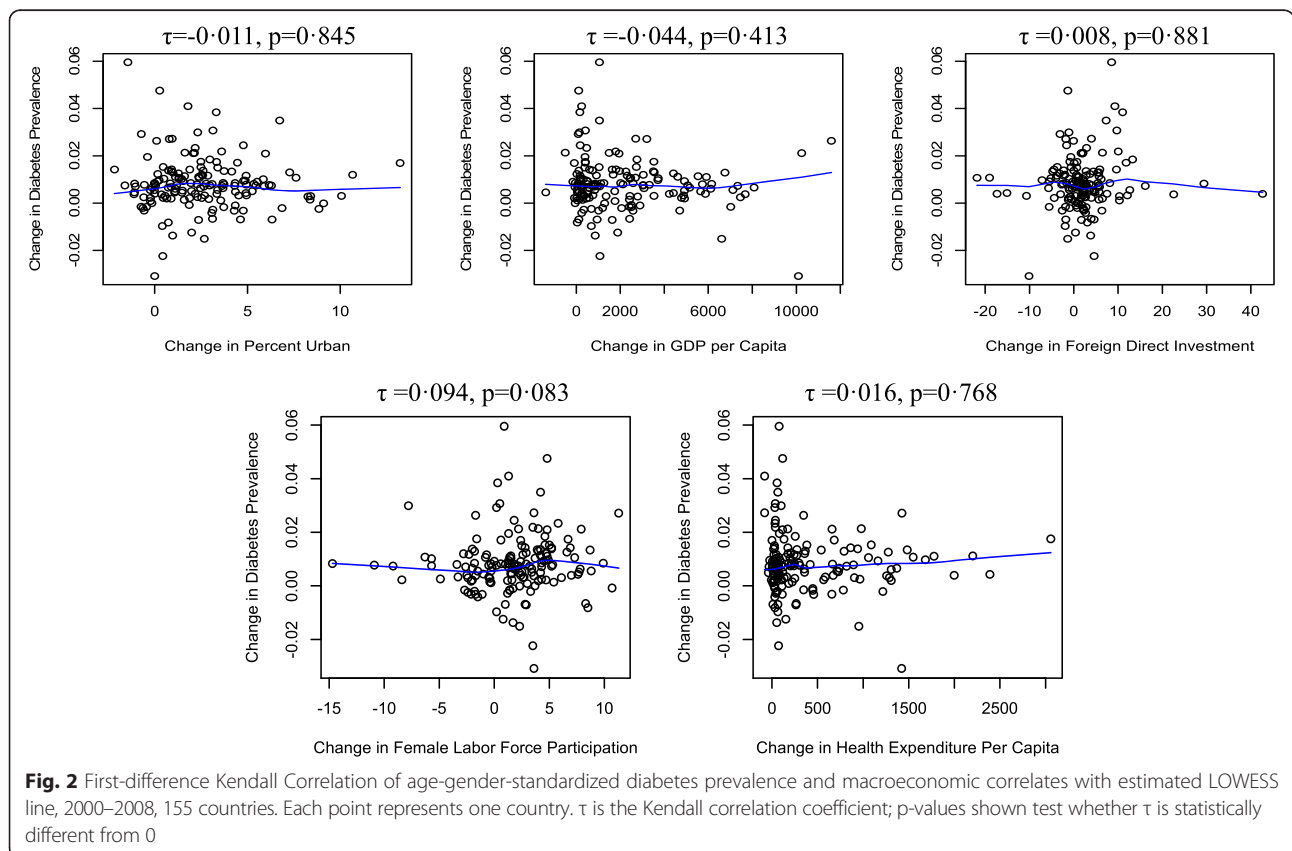 τ=-0·011, p=0·845
τ =-0·044, p=0·413
τ =0·008, p=0·881
Change in Diabetes Prevalence
-0.02 0.00 0.02 0.04 0.06
0 5 10
Change in Percent Urban
Change in Diabetes Prevalence
-0.02 0.00 0.02 0.04 0.06
0 2000 6000 10000
Change in GDP per Capita
Change in Diabetes Prevalence
-0.02 0.00 0.02 0.04 0.06
-20 -10 0 10 20 30 40
Change in Foreign Direct Investment
τ =0·094, p=0·083
τ =0·016, p=0·768
Change in Diabetes Prevalence
-0.02 0.00 0.02 0.04 0.06
-15 -10 -5 0 5 10
Change in Female Labor Force Participation
Change in Diabetes Prevalence
-0.02 0.00 0.02 0.04 0.06
0 500 1500 2500
Change in Health Expenditure Per Capita
Fig. 2 First-difference Kendall Correlation of age-gender-standardized diabetes prevalence and macroeconomic correlates with estimated LOWESS
line, 2000–2008, 155 countries. Each point represents one country. τ is the Kendall correlation coefficient; p-values shown test whether τ is statistically
different from 0